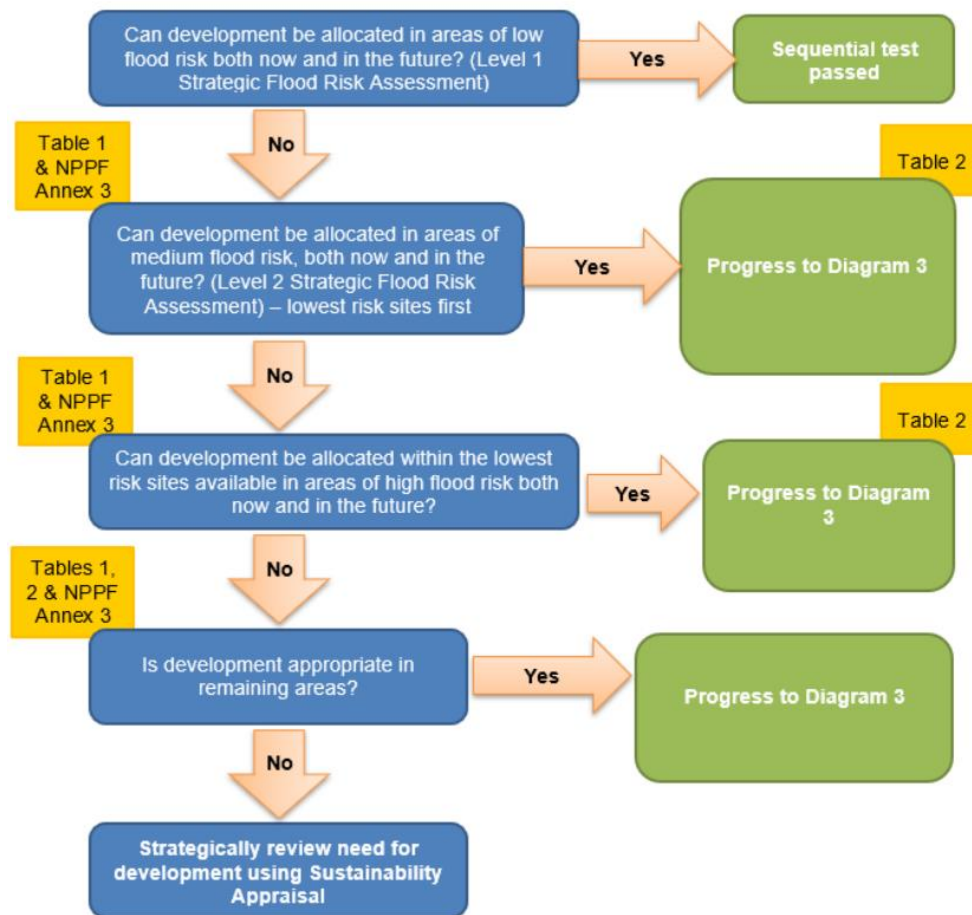 Can development be allocated in areas of low
flood risk both now and in the future? (Level 1
Strategic Flood Risk Assessment)
Yes
Sequential test
passed
No
Table 1
& NPPF
Annex 3
Table 2
Can development be allocated in areas of
medium flood risk, both now and in the
future? (Level 2 Strategic Flood Risk
Assessment) – lowest risk sites first
Yes
Progress to Diagram 3
No
Table 1
& NPPF
Annex 3
Table 2
Can development be allocated within the lowest
risk sites available in areas of high flood risk both
now and in the future?
Yes
Progress to Diagram
3
No
Tables 1,
2 & NPPF
Annex 3
Is development appropriate in
remaining areas?
Yes
Progress to Diagram 3
No
Strategically review need for
development using Sustainability
Appraisal